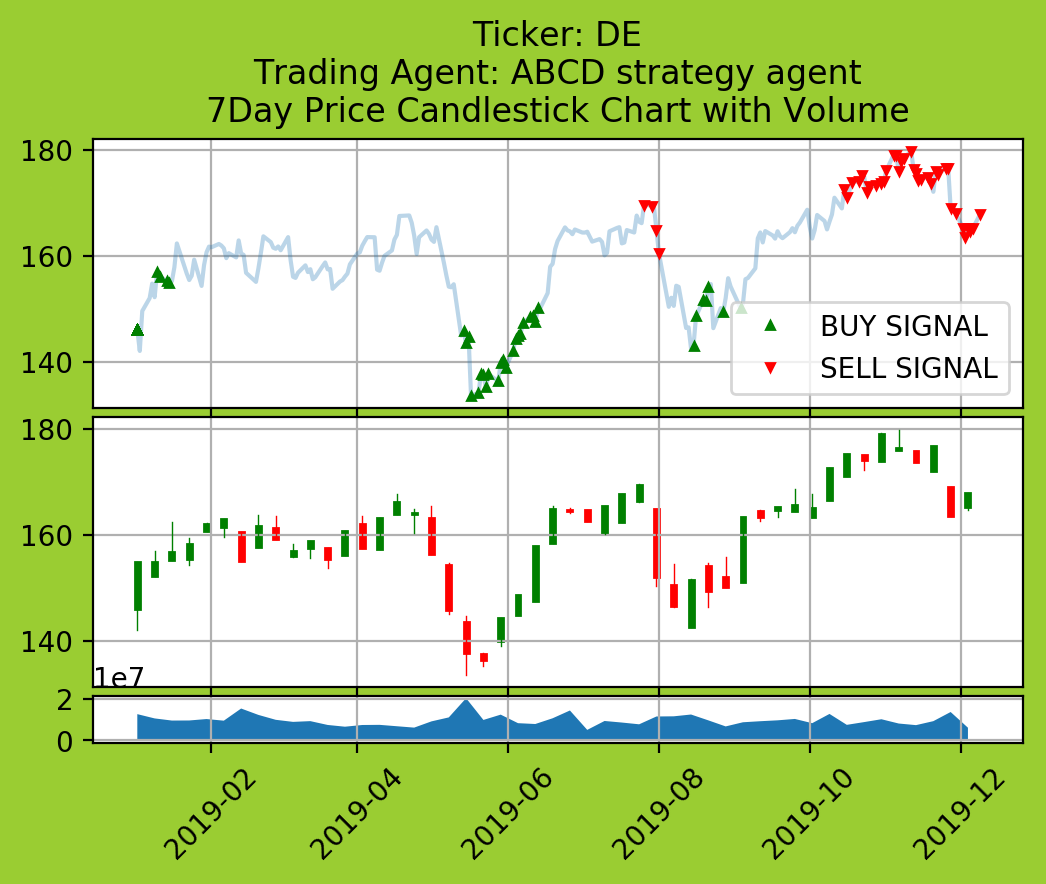 Ticker: DE
Trading Agent: ABCD strategy agent
7Day Price Candlestick Chart with Volume
180
160
140
BUY SIGNAL
SELL SIGNAL
180
160
140
1e7
2
0
2019-02
2019-04
2019-06
2019-08
2019-10
2019-12